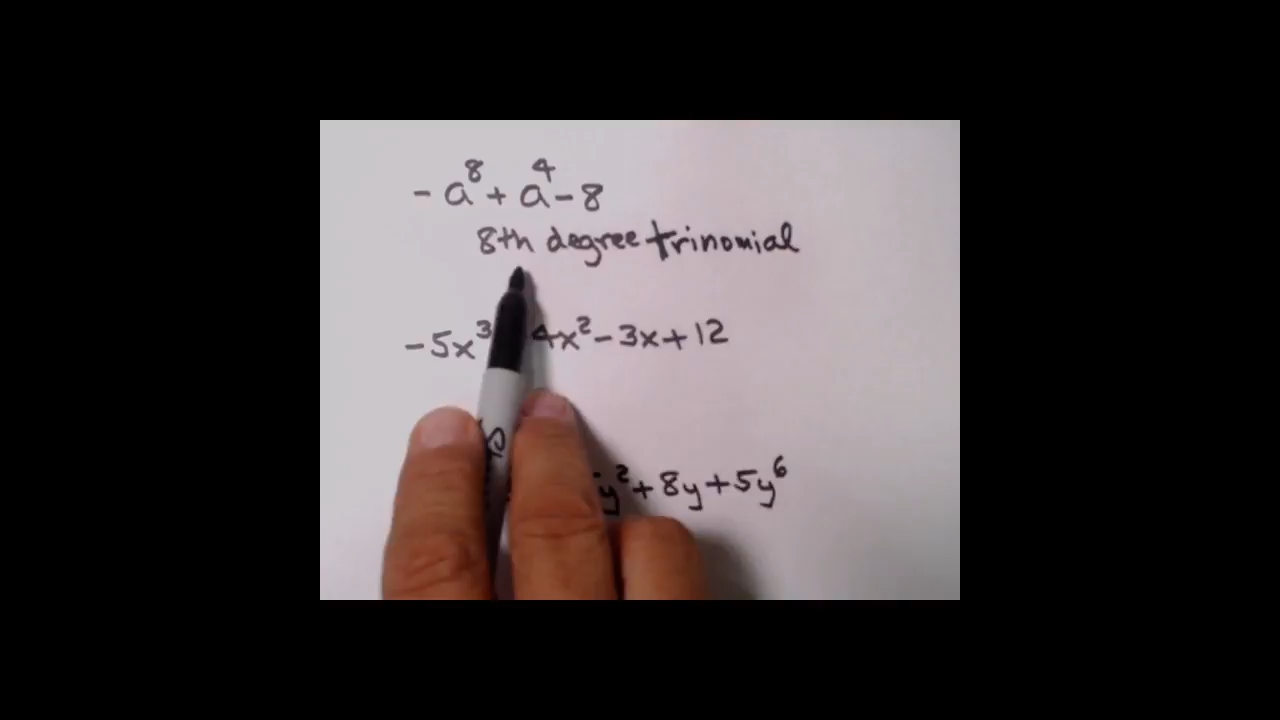 -a⁸+a⁴-8
8th degree trinomial
-5x³ 4x²-3x+12
y²+8y+5y⁶